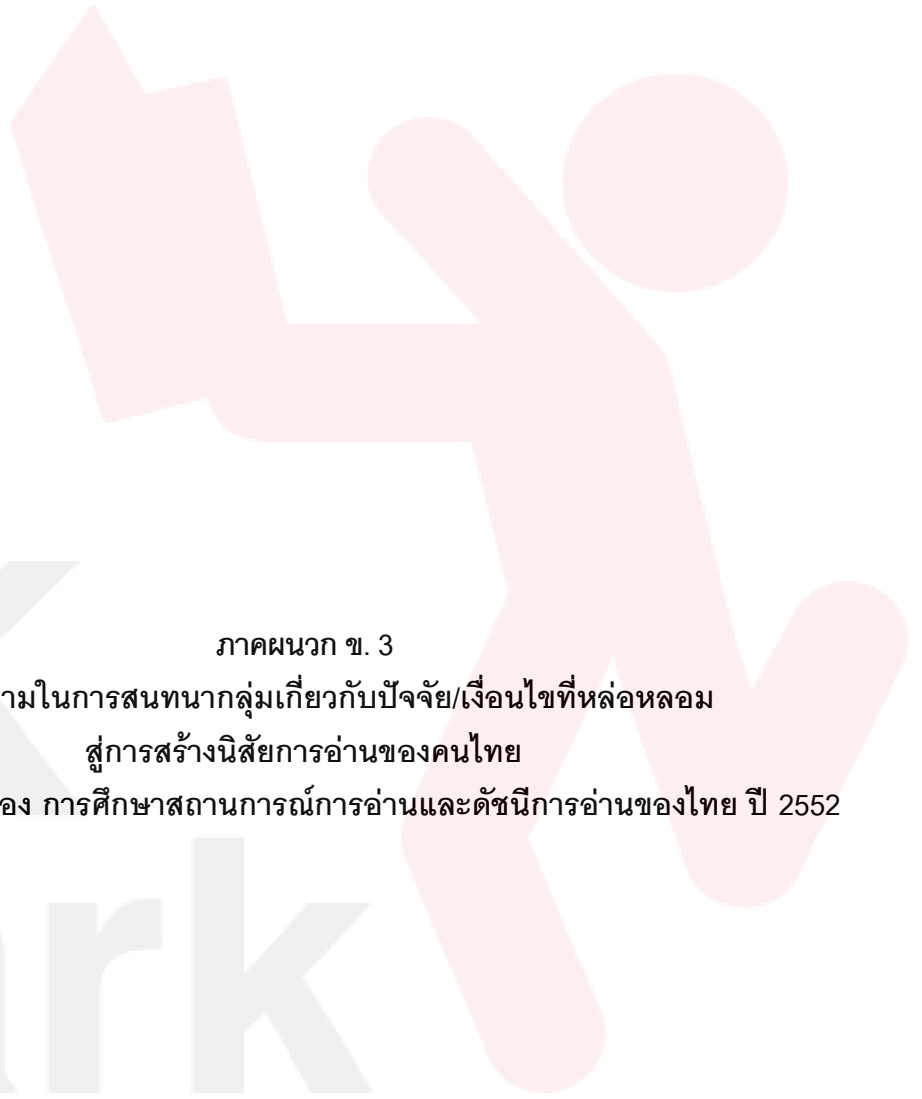 ภาคผนวก ข. 3
ามในการสนทนากลุ่มเกี่ยวกับปัจจัย/เงื่อนไขที่หล่อหลอม
สู่การสร้างนิสัยการอ่านของคนไทย
อง การศึกษาสถานการณ์การอ่านและดัชนีการอ่านของไทย ปี 2552
k
ark